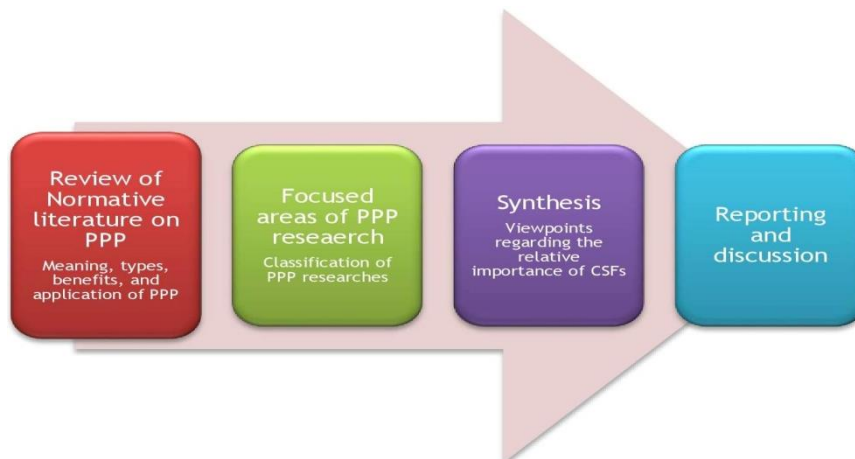 Review of
Normative
literature on
PPP
Meaning, types,
benefits, and
application of PPP
Focused
areas of PPP
reseaerch
Classification of
PPP researches
Synthesis
Viewpoints
regarding the
relative
importance of CSFs
Reporting
and
discussion